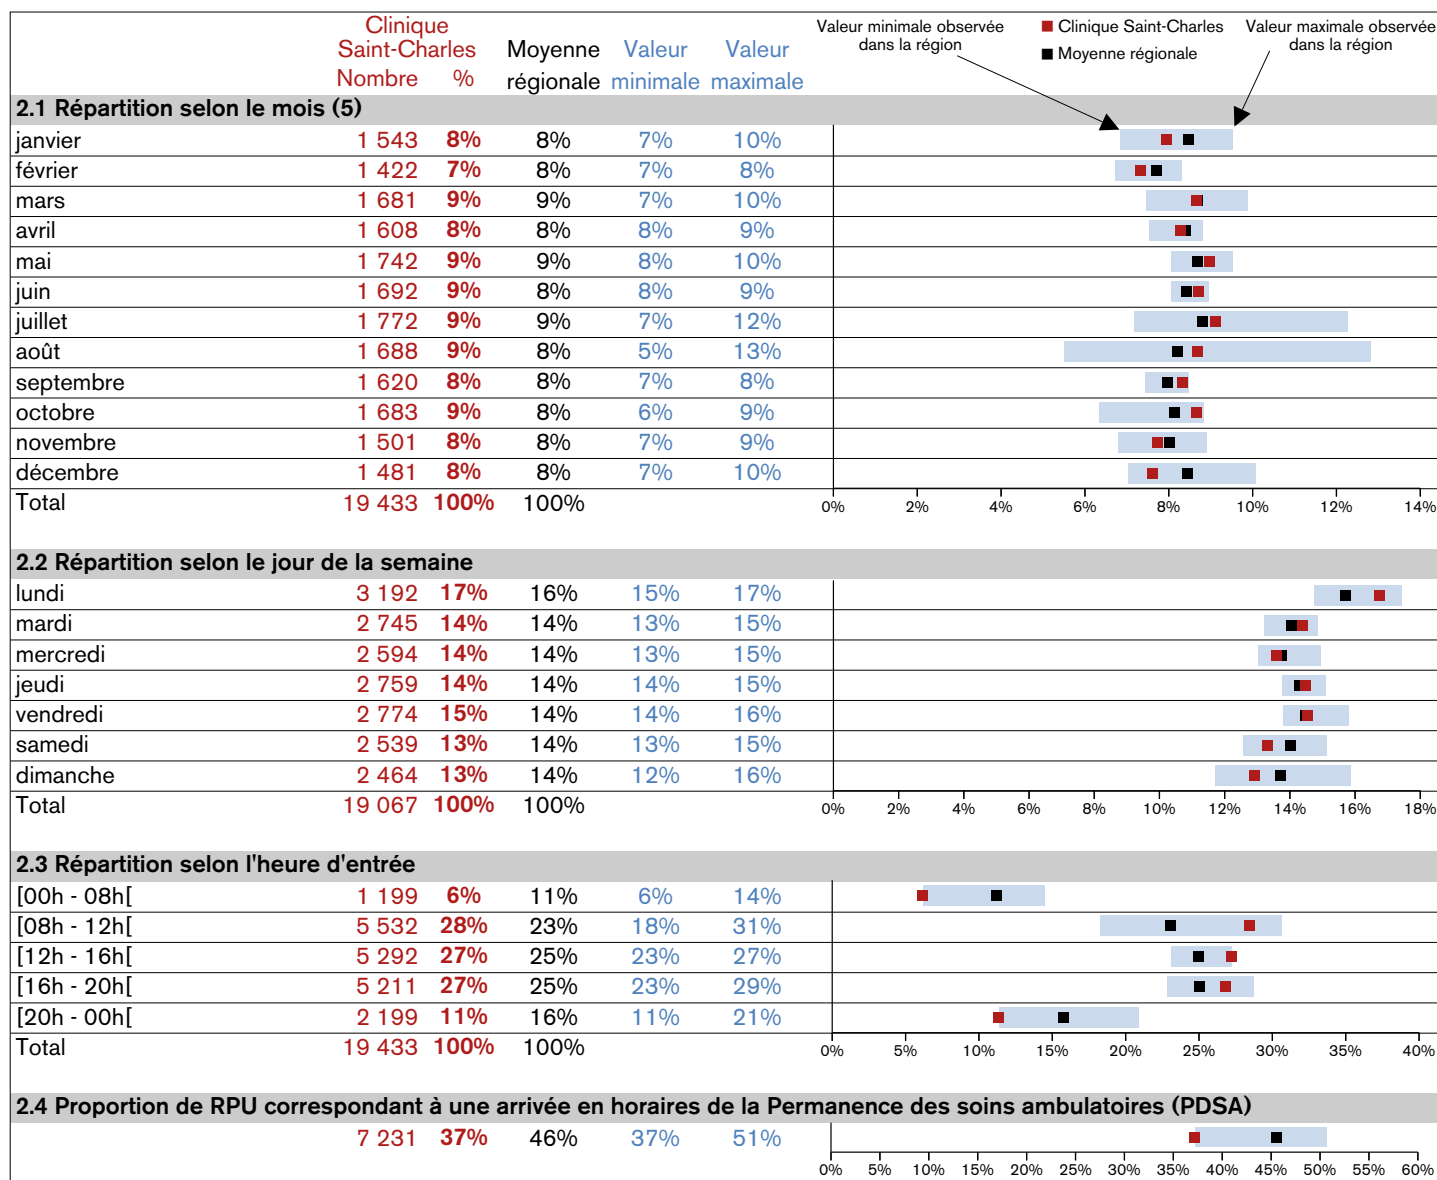 Clinique
Saint-Charles Moyenne Valeur Valeur
Nombre % régionale minimale maximale
Valeur minimale observée
dans la région
Clinique Saint-Charles
Moyenne régionale
Valeur maximale observée
dans la région
2.1 Répartition selon le mois (5)
janvier 1 543 8% 8% 7% 10%
février 1 422 7% 8% 7% 8%
mars 1 681 9% 9% 7% 10%
avril 1 608 8% 8% 8% 9%
mai 1 742 9% 9% 8% 10%
juin 1 692 9% 8% 8% 9%
juillet 1 772 9% 9% 7% 12%
août 1 688 9% 8% 5% 13%
septembre 1 620 8% 8% 7% 8%
octobre 1 683 9% 8% 6% 9%
novembre 1 501 8% 8% 7% 9%
décembre 1 481 8% 8% 7% 10%
Total 19 433 100% 100%
0% 2% 4% 6% 8% 10% 12% 14%
2.2 Répartition selon le jour de la semaine
lundi 3 192 17% 16% 15% 17%
mardi 2 745 14% 14% 13% 15%
mercredi 2 594 14% 14% 13% 15%
jeudi 2 759 14% 14% 14% 15%
vendredi 2 774 15% 14% 14% 16%
samedi 2 539 13% 14% 13% 15%
dimanche 2 464 13% 14% 12% 16%
Total 19 067 100% 100%
0% 2% 4% 6% 8% 10% 12% 14% 16% 18%
2.3 Répartition selon l'heure d'entrée
[00h - 08h[ 1 199 6% 11% 6% 14%
[08h - 12h[ 5 532 28% 23% 18% 31%
[12h - 16h[ 5 292 27% 25% 23% 27%
[16h - 20h[ 5 211 27% 25% 23% 29%
[20h - 00h[ 2 199 11% 16% 11% 21%
Total 19 433 100% 100%
0% 5% 10% 15% 20% 25% 30% 35% 40%
2.4 Proportion de RPU correspondant à une arrivée en horaires de la Permanence des soins ambulatoires (PDSA)
7 231 37% 46% 37% 51%
0% 5% 10% 15% 20% 25% 30% 35% 40% 45% 50% 55% 60%